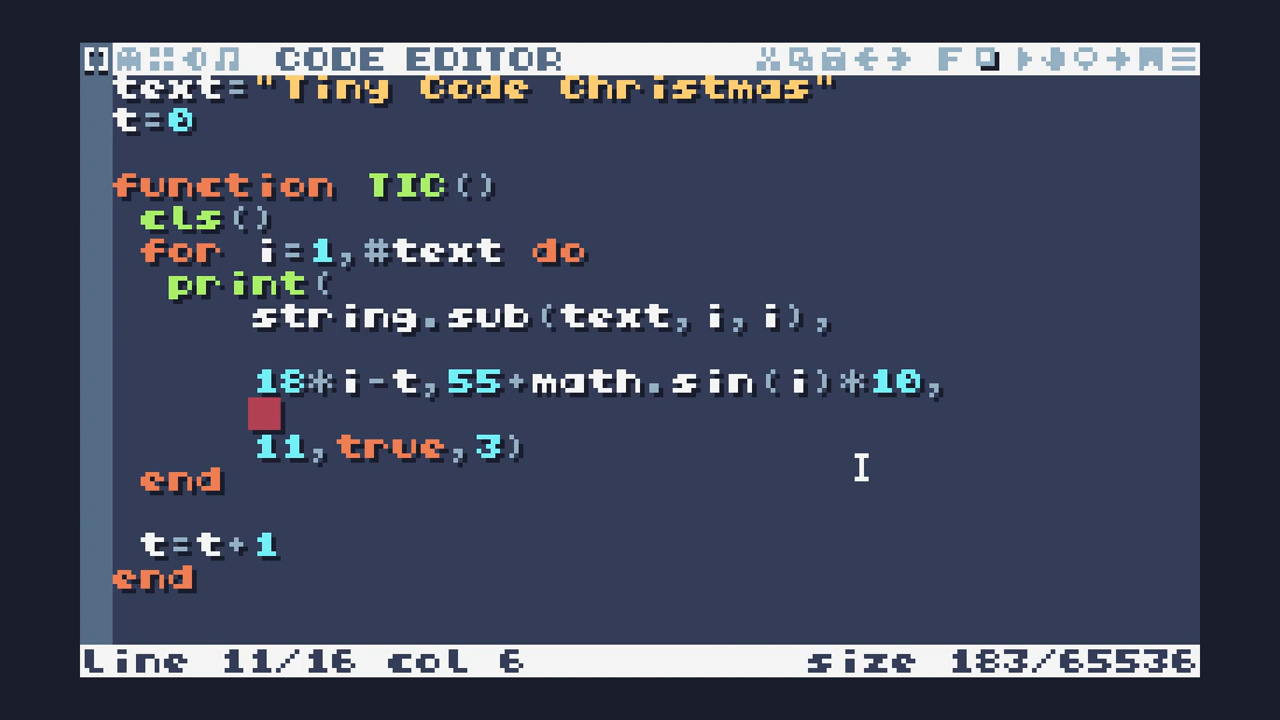 CODE EDITOR
F
text="Tiny Code Christmas"
t=0
function TIC()
cls()
for i=1,#text do
print(
string.sub(text,i,i),
18*i-t,55+math.sin(i)*10,
11,true,3)
end
t=t+1
end
line 11/16 col 6
size 183/65536